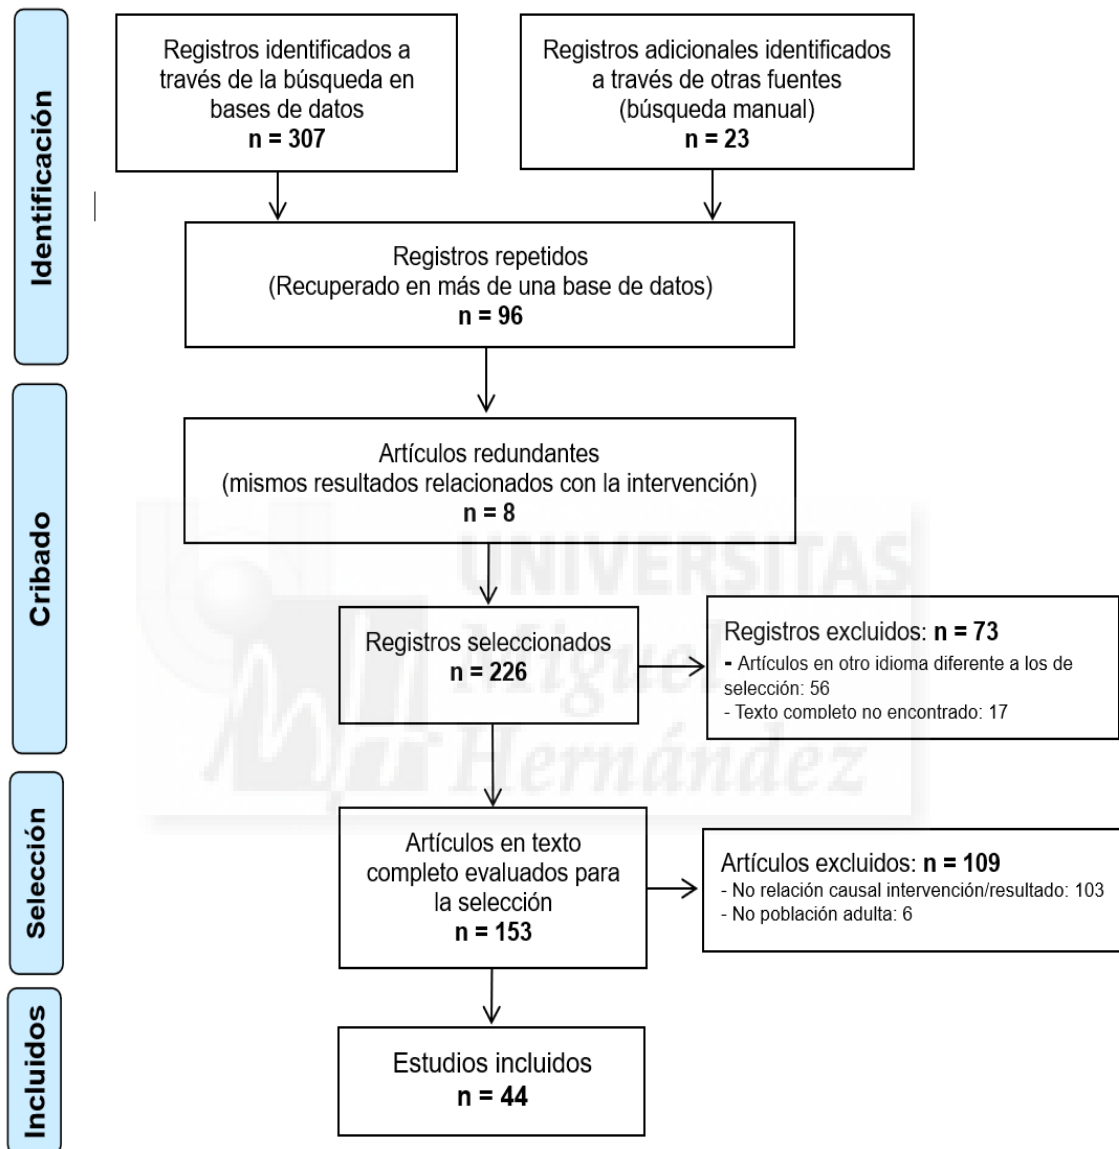 Identificación
Registros identificados a
través de la búsqueda en
bases de datos
n = 307
Registros adicionales identificados
a través de otras fuentes
(búsqueda manual)
n = 23
Registros repetidos
(Recuperado en más de una base de datos)
n = 96
Cribado
Artículos redundantes
(mismos resultados relacionados con la intervención)
n = 8
UNIVERSITAS
Miguel
Hernández
Registros seleccionados
n = 226
Registros excluidos: n = 73
- Artículos en otro idioma diferente a los de
selección: 56
- Texto completo no encontrado: 17
Selección
Artículos en texto
completo evaluados para
la selección
n = 153
Artículos excluidos: n = 109
- No relación causal intervención/resultado: 103
- No población adulta: 6
Incluidos
Estudios incluidos
n = 44